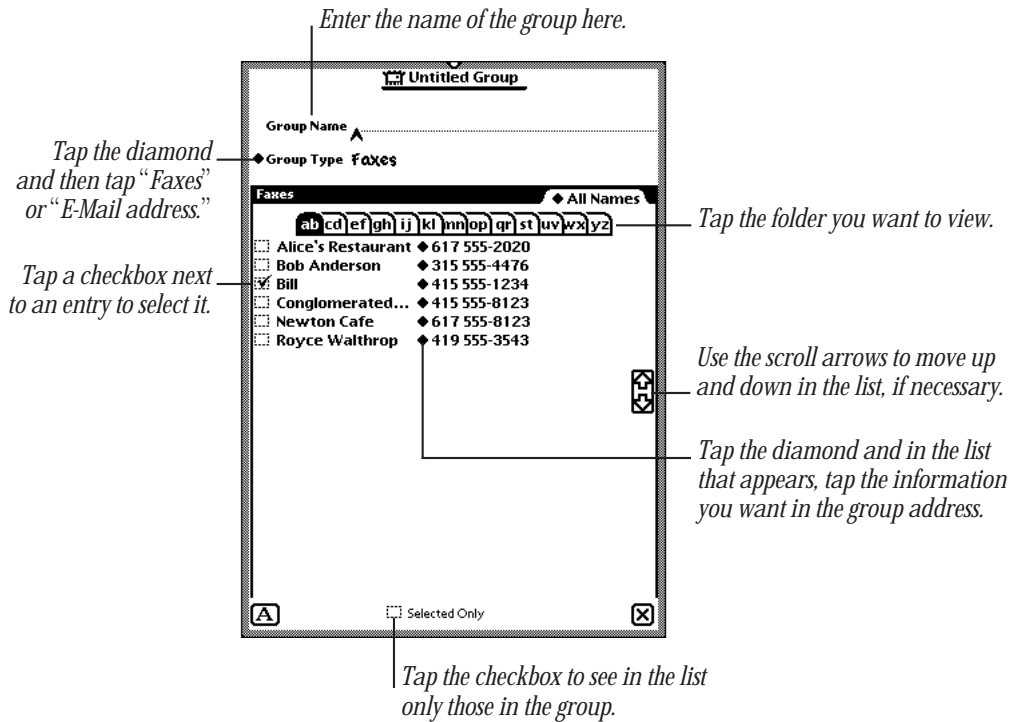 Enter the name of the group here.
Untitled Group
Group Name
Tap the diamond
and then tap “Faxes”
or “E-Mail address.”
Group Type Faxes
Faxes
All Names
ab cd ef gh ij kl mn op qr st uv wx yz
Tap the folder you want to view.
Alice's Restaurant 617 555-2020
Bob Anderson 315 555-4476
Tap a checkbox next
to an entry to select it.
Bill 415 555-1234
Conglomerated... 415 555-8123
Newton Cafe 617 555-8123
Royce Walthrop 419 555-3543
Use the scroll arrows to move up
and down in the list, if necessary.
Tap the diamond and in the list
that appears, tap the information
you want in the group address.
A
Selected Only
Tap the checkbox to see in the list
only those in the group.